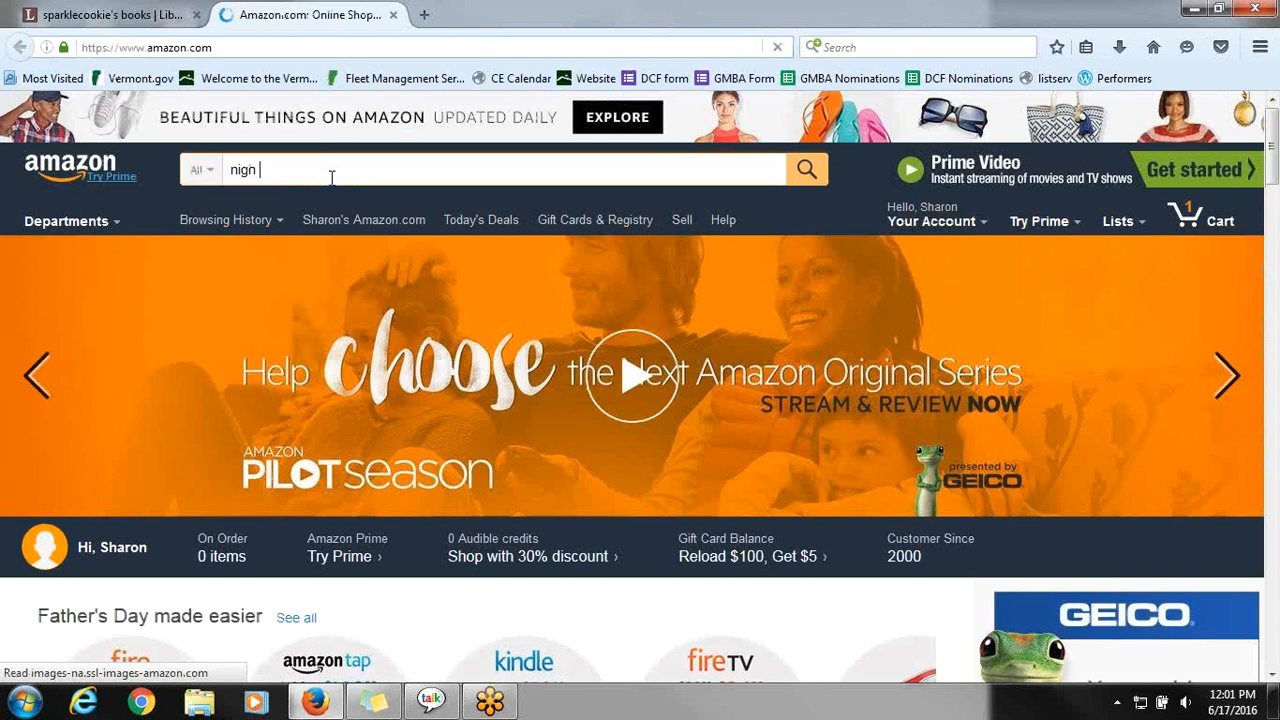 sparklecookie's books | Lib...
Amazon.com: Online Shop...
https://www.amazon.com
Search
Most Visited
Vermont.gov
Welcome to the Verm...
Fleet Management Ser...
CE Calendar
Website
DCF form
GMBA Form
GMBA Nominations
DCF Nominations
listserv
Performers
BEAUTIFUL THINGS ON AMAZON UPDATED DAILY
EXPLORE
amazon
Try Prime
All
nign
Prime Video
Instant streaming of movies and TV shows
Get started
Departments
Browsing History
Sharon's Amazon.com
Today's Deals
Gift Cards & Registry
Sell
Help
Hello, Sharon
Your Account
Try Prime
Lists
1
Cart
Help choose the Next Amazon Original Series
STREAM & REVIEW NOW
AMAZON
PILOT SEASON
presented by
GEICO
Hi, Sharon
On Order
0 items
Amazon Prime
Try Prime ›
0 Audible credits
Shop with 30% discount ›
Gift Card Balance
Reload $100, Get $5 ›
Customer Since
2000
Father's Day made easier
See all
GEICO
fire
amazon tap
kindle
fireTV
Read images-na.ssl-images-amazon.com
talk
12:01 PM
6/17/2016